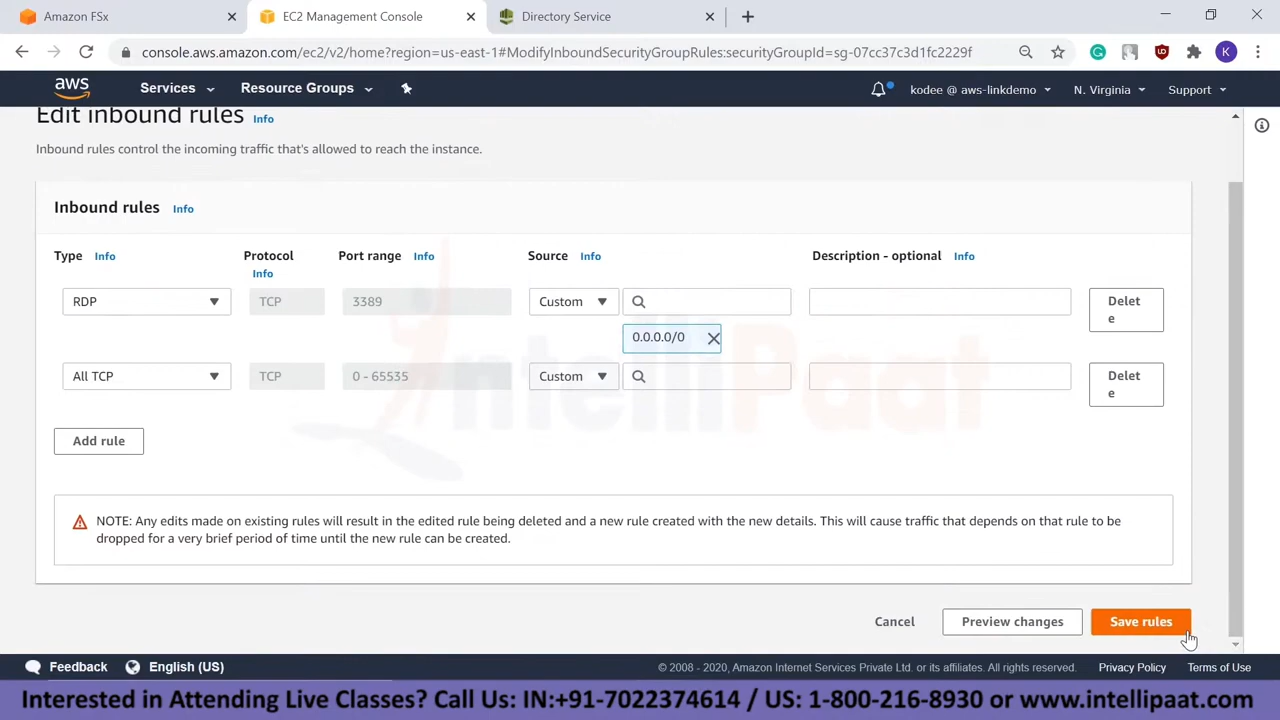 Amazon FSx
EC2 Management Console
Directory Service
console.aws.amazon.com/ec2/v2/home?region=us-east-1#ModifyInboundSecurityGroupRules:securityGroupId=sg-07cc37c3d1fc2229f
K
aws
Services
Resource Groups
kodee @ aws-linkdemo
N. Virginia
Support
Edit inbound rules Info
Inbound rules control the incoming traffic that's allowed to reach the instance.
Inbound rules Info
Type Info
Protocol
Info
Port range Info
Source Info
Description - optional Info
RDP
TCP
3389
Custom
Delet
e
0.0.0.0/0
All TCP
TCP
0 - 65535
Custom
Delet
e
IntelliPaat
Add rule
NOTE: Any edits made on existing rules will result in the edited rule being deleted and a new rule created with the new details. This will cause traffic that depends on that rule to be
dropped for a very brief period of time until the new rule can be created.
Cancel
Preview changes
Save rules
Feedback
English (US)
© 2008 - 2020, Amazon Internet Services Private Ltd. or its affiliates. All rights reserved.
Privacy Policy
Terms of Use
Interested in Attending Live Classes? Call Us: IN:+91-7022374614 / US: 1-800-216-8930 or www.intellipaat.com